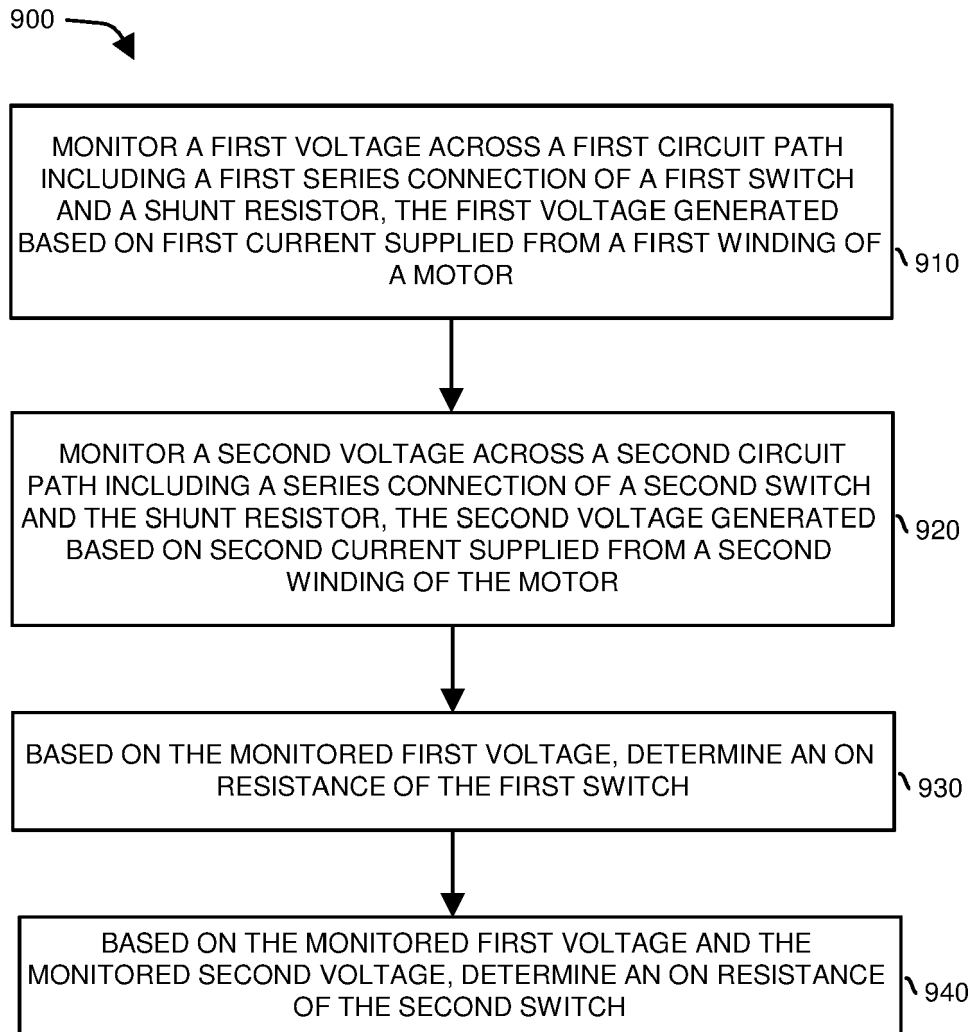 900
MONITOR A FIRST VOLTAGE ACROSS A FIRST CIRCUIT PATH
INCLUDING A FIRST SERIES CONNECTION OF A FIRST SWITCH
AND A SHUNT RESISTOR, THE FIRST VOLTAGE GENERATED
BASED ON FIRST CURRENT SUPPLIED FROM A FIRST WINDING OF
A MOTOR
910
MONITOR A SECOND VOLTAGE ACROSS A SECOND CIRCUIT
PATH INCLUDING A SERIES CONNECTION OF A SECOND SWITCH
AND THE SHUNT RESISTOR, THE SECOND VOLTAGE GENERATED
BASED ON SECOND CURRENT SUPPLIED FROM A SECOND
WINDING OF THE MOTOR
920
BASED ON THE MONITORED FIRST VOLTAGE, DETERMINE AN ON
RESISTANCE OF THE FIRST SWITCH
930
BASED ON THE MONITORED FIRST VOLTAGE AND THE
MONITORED SECOND VOLTAGE, DETERMINE AN ON RESISTANCE
OF THE SECOND SWITCH
940